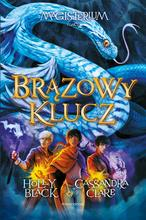 MAGISTERIUM
BRĄZOWY
KLUCZ
HOLLY
BLACK
CASSANDRA
CLARE